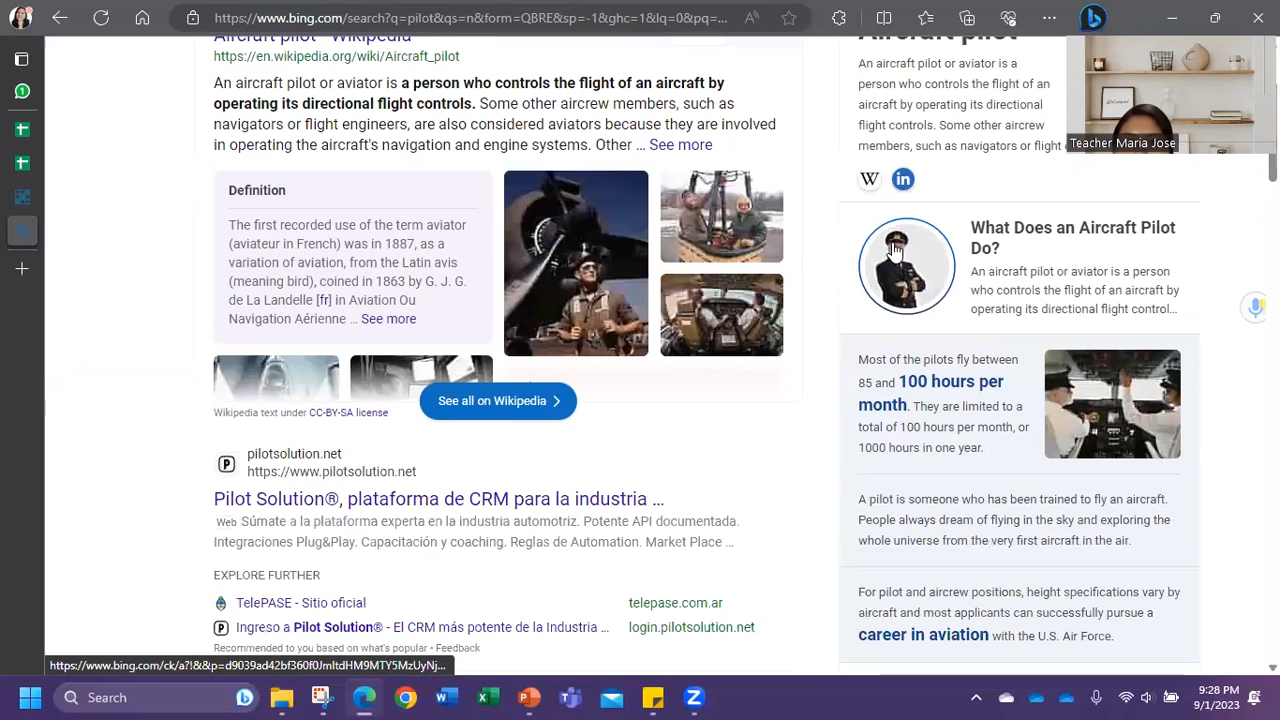 https://www.bing.com/search?q=pilot&qs=n&form=QBRE&sp=-1&ghc=1&lq=0&pq=...
Aircraft pilot - Wikipedia
https://en.wikipedia.org/wiki/Aircraft_pilot
An aircraft pilot or aviator is a person who controls the flight of an aircraft by
operating its directional flight controls. Some other aircrew members, such as
navigators or flight engineers, are also considered aviators because they are involved
in operating the aircraft's navigation and engine systems. Other ... See more
Definition
The first recorded use of the term aviator
(aviateur in French) was in 1887, as a
variation of aviation, from the Latin avis
(meaning bird), coined in 1863 by G. J. G.
de La Landelle [fr] in Aviation Ou
Navigation Aérienne ... See more
See all on Wikipedia
Wikipedia text under CC-BY-SA license
P
pilotsolution.net
https://www.pilotsolution.net
Pilot Solution®, plataforma de CRM para la industria ...
Web Súmate a la plataforma experta en la industria automotriz. Potente API documentada.
Integraciones Plug&Play. Capacitación y coaching. Reglas de Automation. Market Place ...
EXPLORE FURTHER
TelePASE - Sitio oficial telepase.com.ar
P Ingreso a Pilot Solution® - El CRM más potente de la Industria ... login.pilotsolution.net
Recommended to you based on what's popular • Feedback
https://www.bing.com/ck/a?!&&p=d9039ad42bf360f0JmltdHM9MTY5MzUyNj...
Aircraft pilot
An aircraft pilot or aviator is a
person who controls the flight of an
aircraft by operating its directional
flight controls. Some other aircrew
members, such as navigators or flight
Teacher Maria Jose
W in
What Does an Aircraft Pilot
Do?
An aircraft pilot or aviator is a person
who controls the flight of an aircraft by
operating its directional flight control...
Most of the pilots fly between
85 and 100 hours per
month. They are limited to a
total of 100 hours per month, or
1000 hours in one year.
A pilot is someone who has been trained to fly an aircraft.
People always dream of flying in the sky and exploring the
whole universe from the very first aircraft in the air.
For pilot and aircrew positions, height specifications vary by
aircraft and most applicants can successfully pursue a
career in aviation with the U.S. Air Force.
Search
9:28 PM
9/1/2023